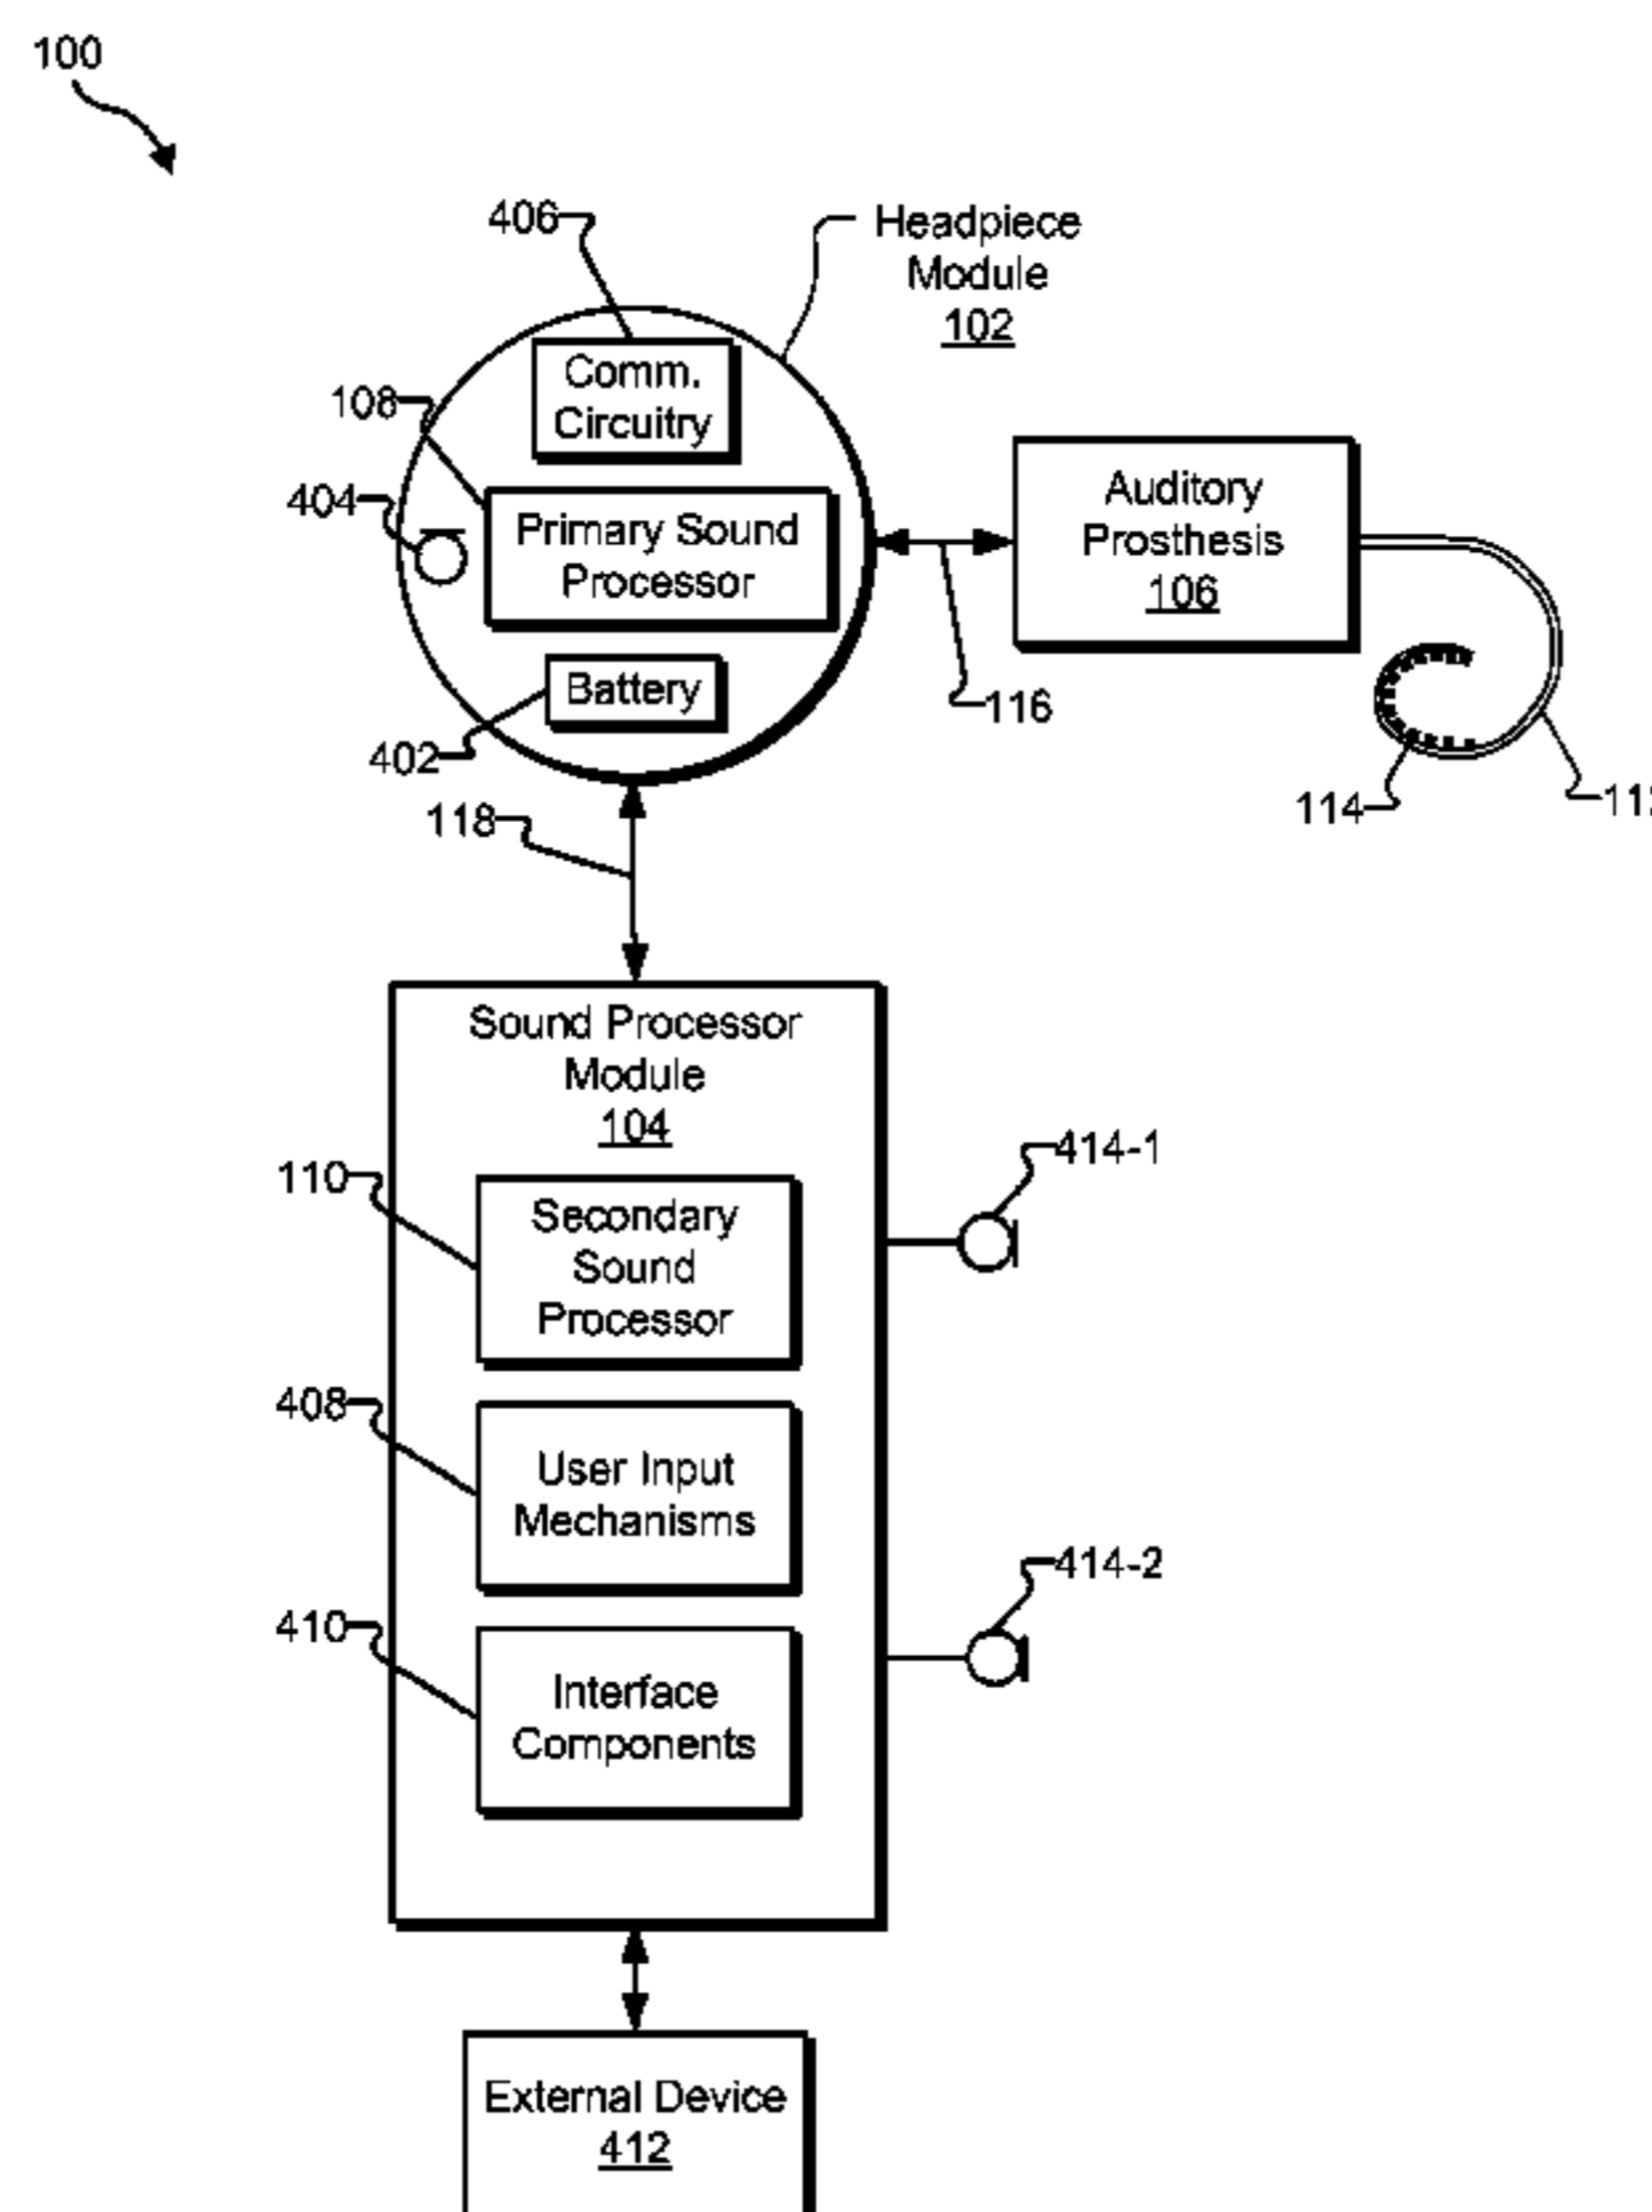 100
406
Headpiece
Module
102
Comm.
Circuitry
108
404
Primary Sound
Processor
Auditory
Prosthesis
106
Battery
402
116
114
118
Sound Processor
Module
104
414-1
110
Secondary
Sound
Processor
408
User Input
Mechanisms
414-2
410
Interface
Components
External Device
412